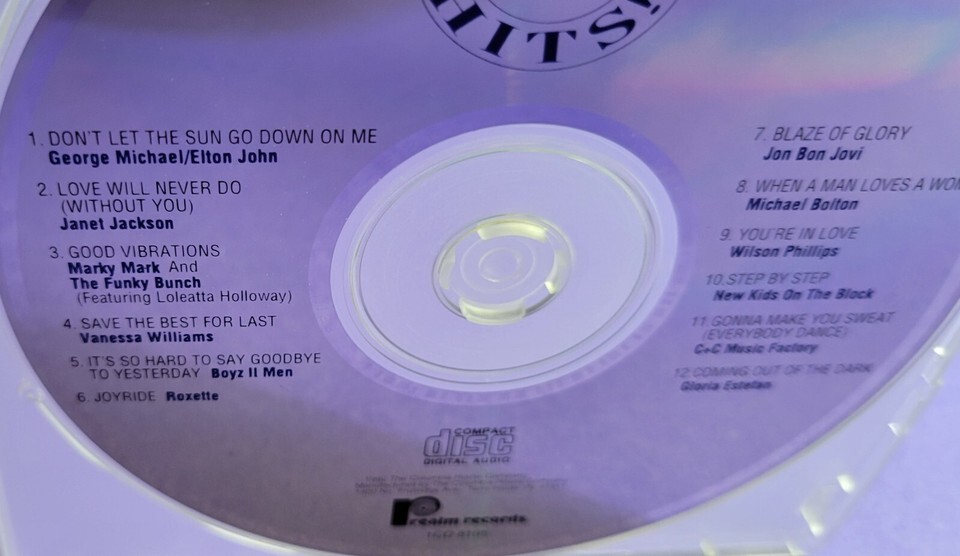 HITS!
1. DON'T LET THE SUN GO DOWN ON ME
George Michael/Elton John
2. LOVE WILL NEVER DO
(WITHOUT YOU)
Janet Jackson
3. GOOD VIBRATIONS
Marky Mark And
The Funky Bunch
(Featuring Loleatta Holloway)
4. SAVE THE BEST FOR LAST
Vanessa Williams
5. IT'S SO HARD TO SAY GOODBYE
TO YESTERDAY Boyz II Men
6. JOYRIDE Roxette
7. BLAZE OF GLORY
Jon Bon Jovi
8. WHEN A MAN LOVES A WO
Michael Bolton
9. YOU'RE IN LOVE
Wilson Phillips
10. STEP BY STEP
New Kids On The Block
11. GONNA MAKE YOU SWEAT
(EVERYBODY DANCE)
C+C Music Factory
12. COMING OUT OF THE DARK
Gloria Estefan
COMPACT
disc
DIGITAL AUDIO
records